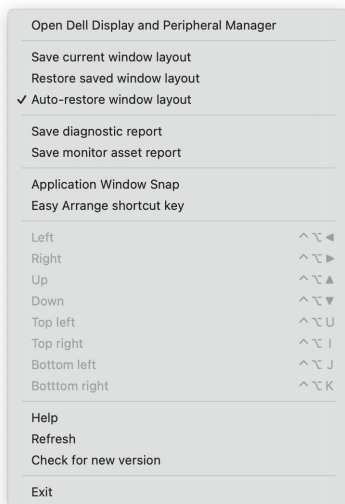 Open Dell Display and Peripheral Manager
Save current window layout
Restore saved window layout
✓ Auto-restore window layout
Save diagnostic report
Save monitor asset report
Application Window Snap
Easy Arrange shortcut key
Left ^⌥◀
Right ^⌥▶
Up ^⌥▲
Down ^⌥▼
Top left ^⌥U
Top right ^⌥I
Bottom left ^⌥J
Botttom right ^⌥K
Help
Refresh
Check for new version
Exit